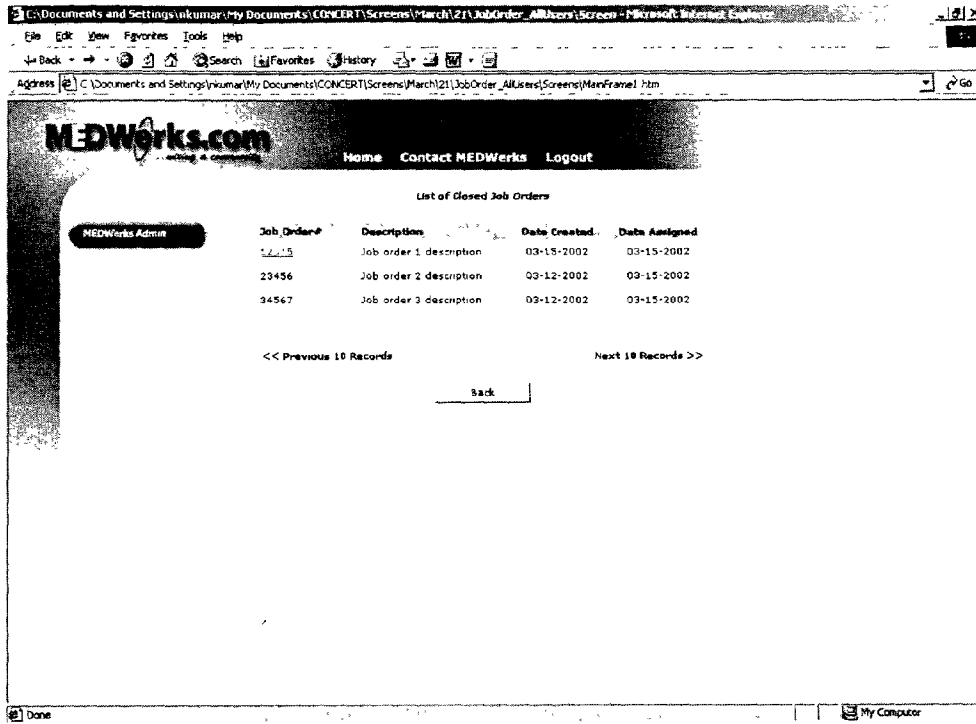 C:\Documents and Settings\nkumar\My Documents\CONCERT\Screens\March\21\JobOrder_AllUsers\Screen - Microsoft Internet Explorer
File Edit View Favorites Tools Help
Back Search Favorites History
Address C:\Documents and Settings\nkumar\My Documents\CONCERT\Screens\March\21\JobOrder_AllUsers\Screens\MainFrame1.htm Go
MEDWerks.com
Home Contact MEDWerks Logout
List of Closed Job Orders
MEDWerks Admin
Job Order# Description Date Created Date Assigned
Job order 1 description 03-15-2002 03-15-2002
23456 Job order 2 description 03-12-2002 03-15-2002
34567 Job order 3 description 03-12-2002 03-15-2002
<< Previous 10 Records Next 10 Records >>
Back
Done My Computer